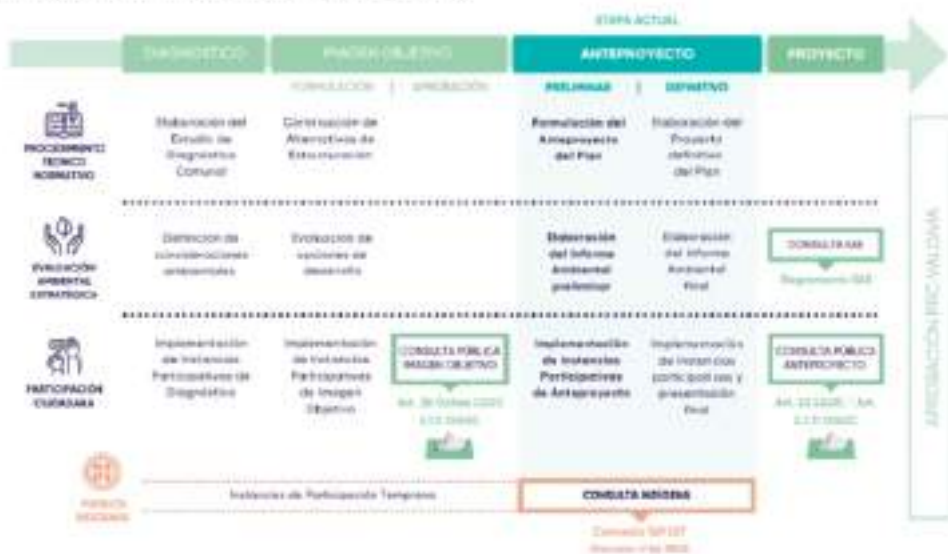 ETAPA ACTUAL
DIAGNÓSTICO
IMAGEN OBJETIVO
ANTEPROYECTO
PROYECTO
FORMULACIÓN | APROBACIÓN
PRELIMINAR | DEFINITIVO
PROCEDIMIENTO
TÉCNICO
NORMATIVO
Elaboración del
Estudio de
Diagnóstico
Comunal
Construcción de
Alternativas de
Estructuración
Formulación del
Anteproyecto
del Plan
Elaboración del
Proyecto
definitivo
del Plan
EVALUACIÓN
AMBIENTAL
ESTRATÉGICA
Definición de
consideraciones
ambientales
Evaluación de
opciones de
desarrollo
Elaboración
del Informe
Ambiental
preliminar
Elaboración
del Informe
Ambiental
Final
CONSULTA EAE
Reglamento EAE
PARTICIPACIÓN
CIUDADANA
Implementación
de Instancias
Participativas de
Diagnóstico
Implementación
de Instancias
Participativas
de Imagen
Objetivo
CONSULTA PÚBLICA
IMAGEN OBJETIVO
Implementación
de Instancias
Participativas
de Anteproyecto
Implementación
de instancias
participativas y
presentación
final
CONSULTA PÚBLICA
ANTEPROYECTO
PUEBLOS
INDÍGENAS
Instancias de Participación Temprana
CONSULTA INDÍGENA
Convenio 169 OIT